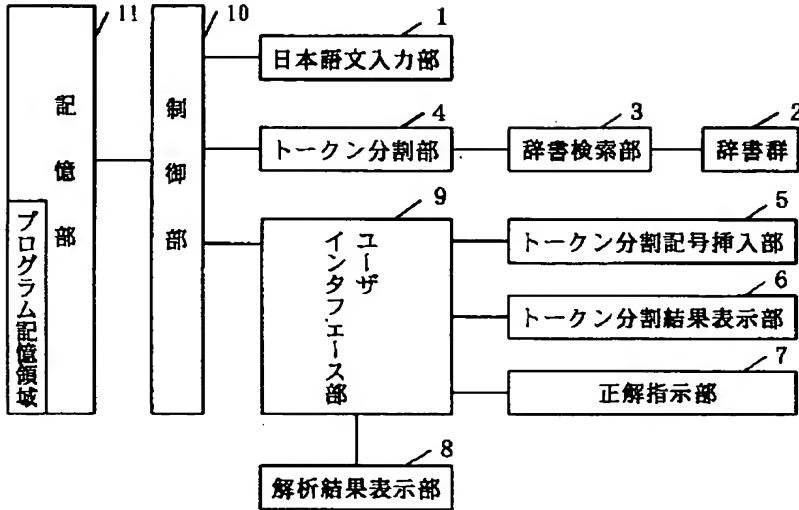 11
記憶部
プログラム記憶領域
10
制御部
1
日本語文入力部
4
トークン分割部
3
辞書検索部
2
辞書群
9
ユーザ
インタフェース部
5
トークン分割記号挿入部
6
トークン分割結果表示部
7
正解指示部
8
解析結果表示部